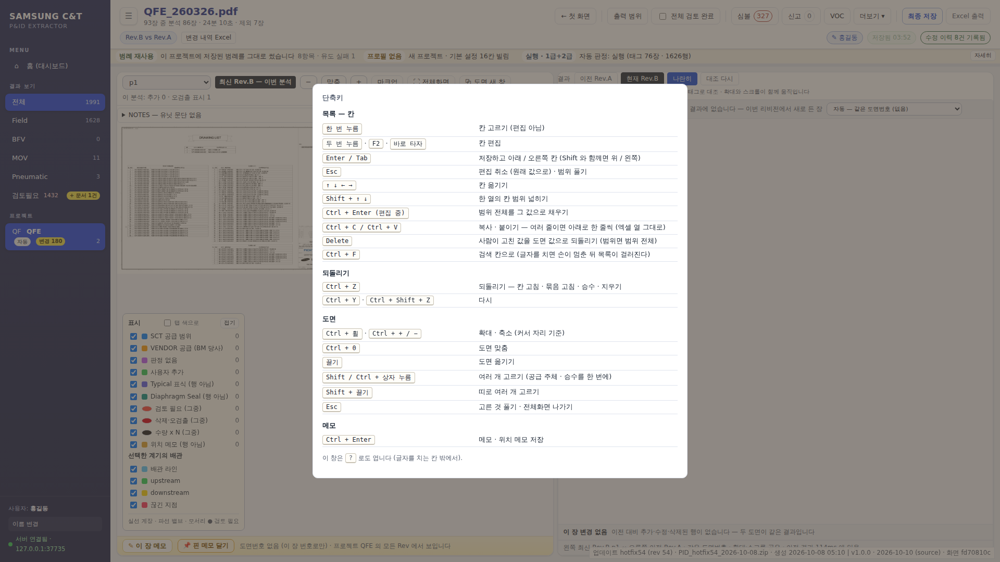 SAMSUNG C&T
P&ID EXTRACTOR
MENU
⌂ 홈 (대시보드)
결과 보기
전체 1991
Field 1628
BFV 0
MOV 11
Pneumatic 3
검토필요 1432 + 문서 1건
프로젝트
QF QFE
자동 변경 180 2
사용자: 홍길동
이름 변경
서버 연결됨 ·
127.0.0.1:37735
☰ QFE_260326.pdf
93장 중 분석 86장 · 24분 10초 · 제외 7장
← 첫 화면 출력 범위 전체 검토 완료 심볼 327 신고 0 VOC 더보기 ▾ 최종 저장 Excel 출력
Rev.B vs Rev.A 변경 내역 Excel
✎ 홍길동 저장됨 03:52 수정 이력 8건 기록됨
범례 재사용 이 프로젝트에 저장된 범례를 그대로 썼습니다 8항목 · 유도 실패 1 프로필 없음 새 프로젝트 · 기본 설정 16칸 빌림 실행 · 1급+2급 자동 판정: 실행 (태그 76장 · 1626행) 자세히
p1 최신 Rev.B — 이번 분석 − 맞춤 + 마크업 ⛶ 전체화면 도면 새 창
이 분석: 추가 0 · 오검출 표시 1
▶ NOTES — 유닛 문단 없음
DRAWING LIST
결과 이전 Rev.A 현재 Rev.B 나란히 대조 다시
태그로 대조 · 확대와 스크롤이 함께 움직입니다
결과에 없습니다 — 이번 리비전에서 새로 든 장 자동 — 같은 도면번호 (없음)
단축키
목록 — 칸
한 번 누름 칸 고르기 (편집 아님)
두 번 누름 · F2 · 바로 타자 칸 편집
Enter / Tab 저장하고 아래 / 오른쪽 칸 (Shift 와 함께면 위 / 왼쪽)
Esc 편집 취소 (원래 값으로) · 범위 풀기
↑ ↓ ← → 칸 옮기기
Shift + ↑ ↓ 한 열의 칸 범위 넓히기
Ctrl + Enter (편집 중) 범위 전체를 그 값으로 채우기
Ctrl + C / Ctrl + V 복사 · 붙이기 — 여러 줄이면 아래로 한 줄씩 (엑셀 열 그대로)
Delete 사람이 고친 값을 도면 값으로 되돌리기 (범위면 범위 전체)
Ctrl + F 검색 칸으로 (글자를 치면 손이 멈춘 뒤 목록이 걸러진다)
되돌리기
Ctrl + Z 되돌리기 — 칸 고침 · 묶음 고침 · 승수 · 지우기
Ctrl + Y · Ctrl + Shift + Z 다시
도면
Ctrl + 휠 · Ctrl + + / − 확대 · 축소 (커서 자리 기준)
Ctrl + 0 도면 맞춤
끌기 도면 옮기기
Shift / Ctrl + 상자 누름 여러 개 고르기 (공급 주체 · 승수를 한 번에)
Shift + 끌기 띠로 여러 개 고르기
Esc 고른 것 풀기 · 전체화면 나가기
메모
Ctrl + Enter 메모 · 위치 메모 저장
이 창은 ? 로도 엽니다 (글자를 치는 칸 밖에서).
표시 탭 색으로 접기
SCT 공급 범위 0
VENDOR 공급 (BM 당사) 0
판정 없음 0
사용자 추가 0
Typical 표식 (행 아님) 0
Diaphragm Seal (행 아님) 0
검토 필요 (그중) 0
삭제·오검출 (그중) 0
수량 x N (그중) 0
위치 메모 (행 아님) 0
선택한 계기의 배관
배관 라인
upstream
downstream
끊긴 지점
실선 계장 · 파선 밸브 · 모서리 ● 검토 필요
✎ 이 장 메모 📌 핀 메모 달기 도면번호 없음 (이 장 번호로만) · 프로젝트 QFE 의 모든 Rev 에서 보입니다
이 장 변경 없음 이전 대비 추가·수정·삭제된 행이 없습니다 — 두 도면이 같은 결과입니다
왼쪽 최신
업데이트 hotfix54 (rev 54) · PID_hotfix54_2026-10-08.zip · 생성 2026-10-08 05:10 | v1.0.0 · 2026-10-10 (source) · 화면 fd70810c